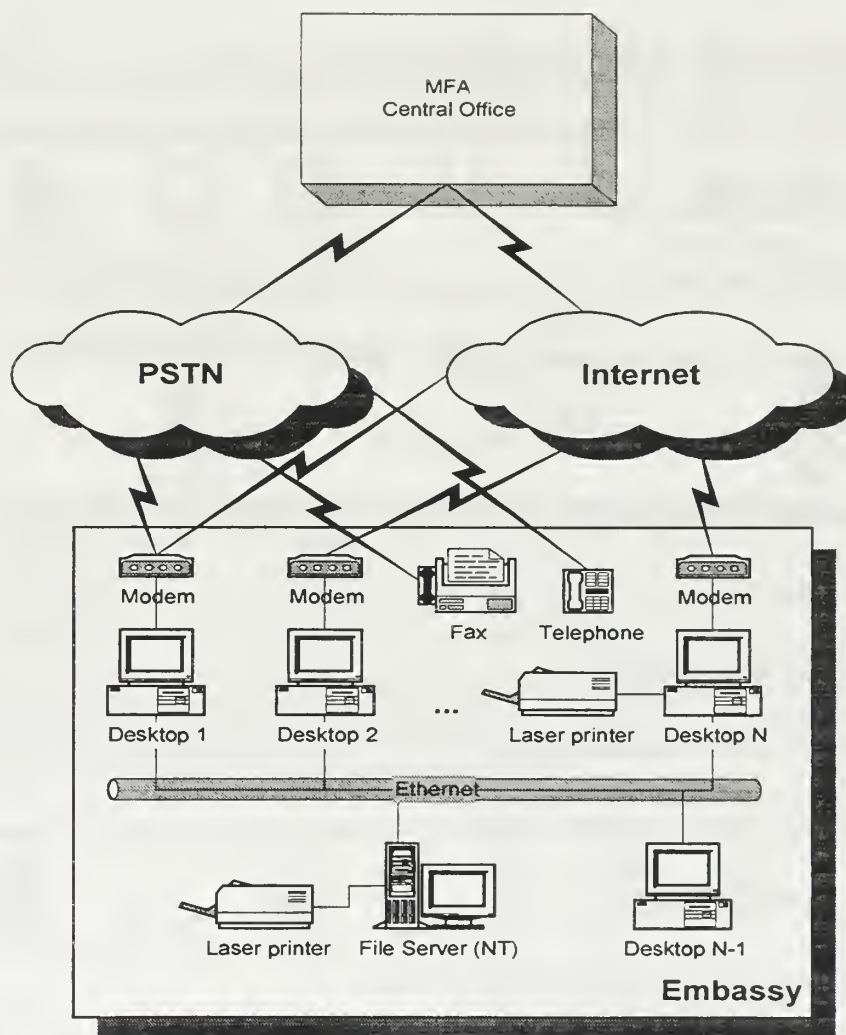 MFA
Central Office
PSTN
Internet
Modem
Modem
Fax
Telephone
Modem
Desktop 1
Desktop 2
...
Laser printer
Desktop N
Ethernet
Laser printer
File Server (NT)
Desktop N-1
Embassy